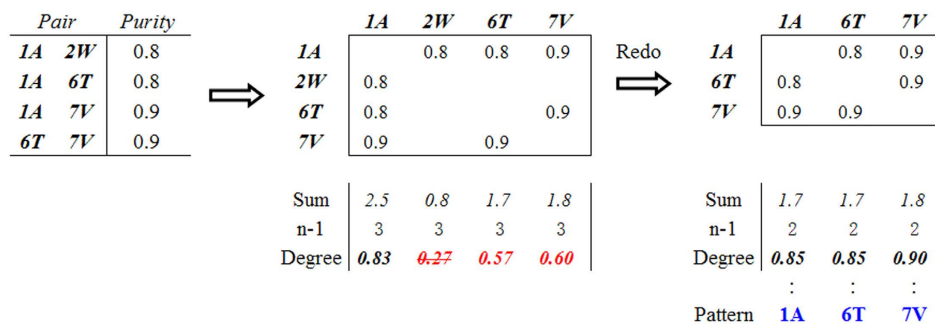 Pair Purity
1A 2W 0.8
1A 6T 0.8
1A 7V 0.9
6T 7V 0.9
1A 2W 6T 7V
1A 0.8 0.8 0.9
2W 0.8
6T 0.8 0.9
7V 0.9 0.9
Sum 2.5 0.8 1.7 1.8
n-1 3 3 3 3
Degree 0.83 0.27 0.57 0.60
Redo
1A 6T 7V
1A 0.8 0.9
6T 0.8 0.9
7V 0.9 0.9
Sum 1.7 1.7 1.8
n-1 2 2 2
Degree 0.85 0.85 0.90
: : :
Pattern 1A 6T 7V